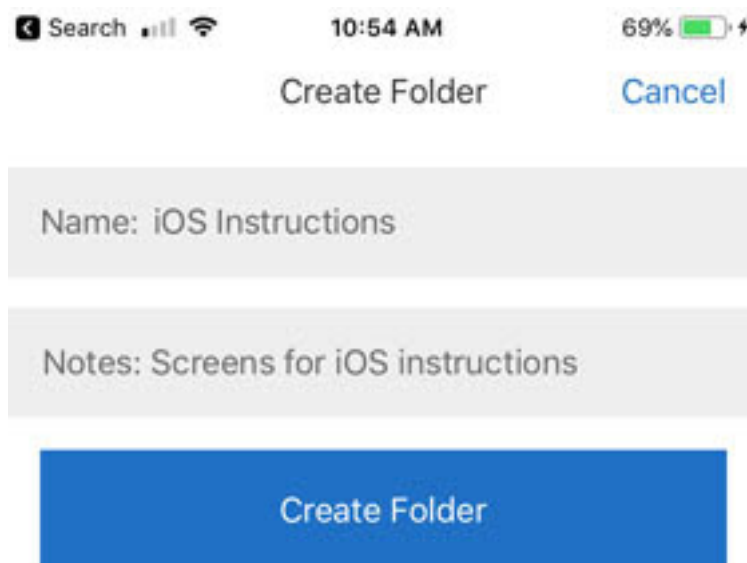 Search 10:54 AM 69%
Create Folder Cancel
Name: iOS Instructions
Notes: Screens for iOS instructions
Create Folder